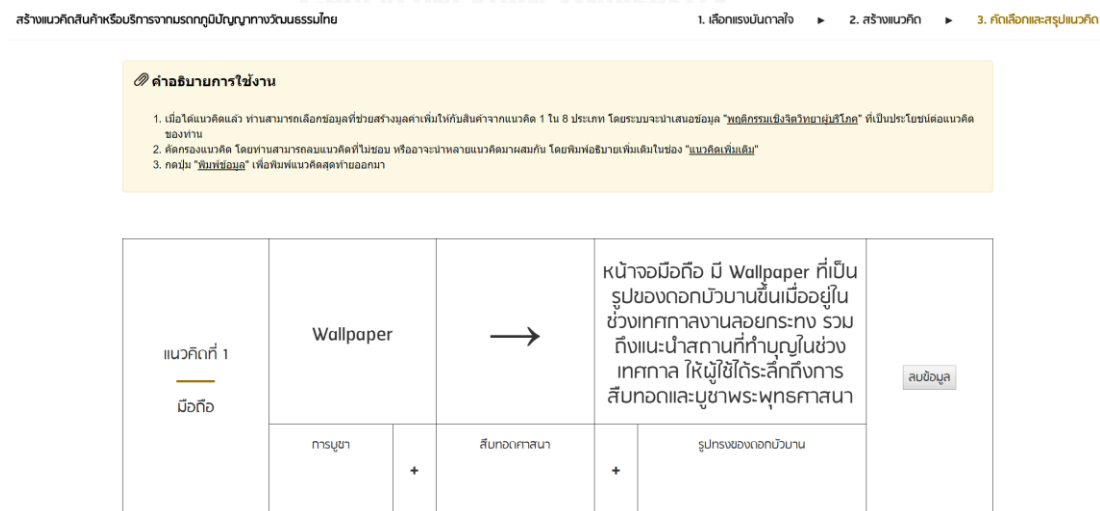 สร้างแนวคิดสินค้าหรือบริการจากมรดกภูมิปัญญาทางวัฒนธรรมไทย
1. เลือกแรงบันดาลใจ ► 2. สร้างแนวคิด ► 3. คัดเลือกและสรุปแนวคิด
คำอธิบายการใช้งาน
1. เมื่อได้แนวคิดแล้ว ท่านสามารถเลือกข้อมูลที่ช่วยสร้างมูลค่าเพิ่มให้กับสินค้าจากแนวคิด 1 ใน 8 ประเภท โดยระบบจะนำเสนอข้อมูล "พฤติกรรมเชิงจิตวิทยาผู้บริโภค" ที่เป็นประโยชน์ต่อแนวคิด
ของท่าน
2. คัดกรองแนวคิด โดยท่านสามารถลบแนวคิดที่ไม่ชอบ หรืออาจจะนำหลายแนวคิดมาผสมกัน โดยพิมพ์อธิบายเพิ่มเติมในช่อง "แนวคิดเพิ่มเติม"
3. กดปุ่ม "พิมพ์ข้อมูล" เพื่อพิมพ์แนวคิดสุดท้ายออกมา
แนวคิดที่ 1
มือถือ
Wallpaper
→
หน้าจอมือถือ มี Wallpaper ที่เป็น
รูปของดอกบัวบานขึ้นเมื่ออยู่ใน
ช่วงเทศกาลงานลอยกระทง รวม
ถึงแนะนำสถานที่ทำบุญในช่วง
เทศกาล ให้ผู้ใช้ได้ระลึกถึงการ
สืบทอดและบูชาพระพุทธศาสนา
ลบข้อมูล
การบูชา + สืบทอดศาสนา + รูปทรงของดอกบัวบาน